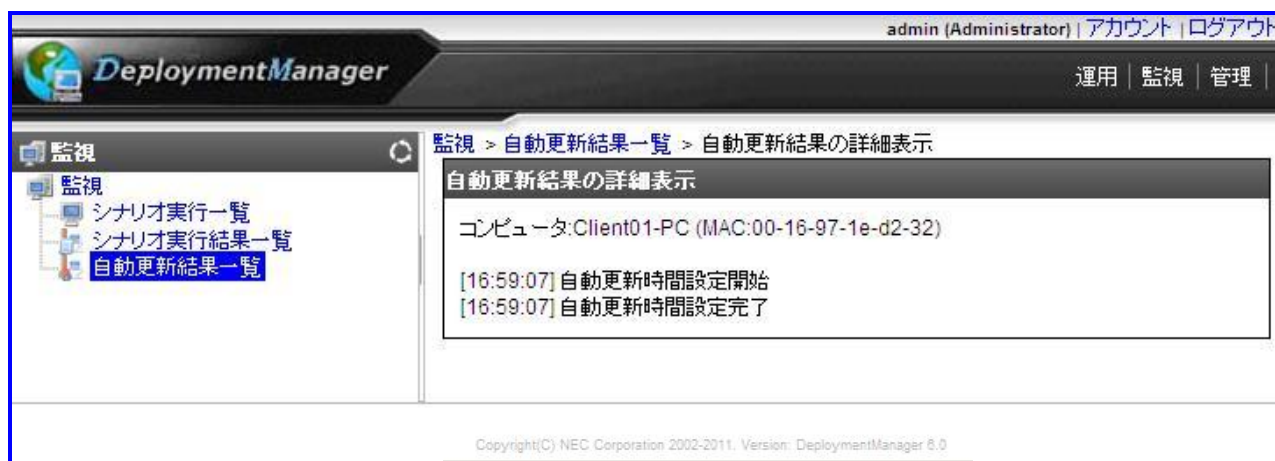 admin (Administrator) | アカウント | ログアウト
DeploymentManager
運用 | 監視 | 管理 |
監視
監視
シナリオ実行一覧
シナリオ実行結果一覧
自動更新結果一覧
監視 > 自動更新結果一覧 > 自動更新結果の詳細表示
自動更新結果の詳細表示
コンピュータ:Client01-PC (MAC:00-16-97-1e-d2-32)
[16:59:07] 自動更新時間設定開始
[16:59:07] 自動更新時間設定完了
Copyright(C) NEC Corporation 2002-2011. Version: DeploymentManager 6.0